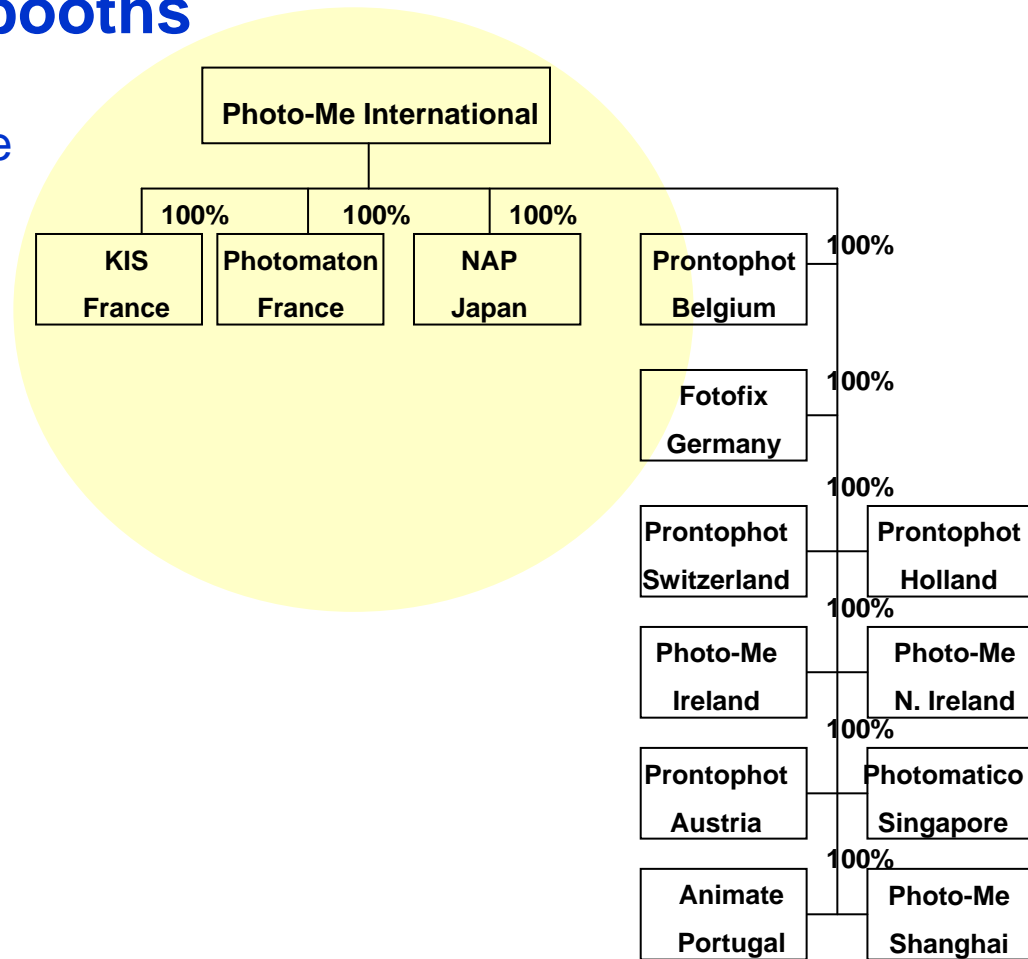 booths
e
Photo-Me International
100% 100% 100%
KIS
France
Photomaton
France
NAP
Japan
100%
Prontophot
Belgium
100%
Fotofix
Germany
100%
Prontophot
Switzerland
Prontophot
Holland
100%
Photo-Me
Ireland
Photo-Me
N. Ireland
100%
Prontophot
Austria
Photomatico
Singapore
100%
Animate
Portugal
Photo-Me
Shanghai